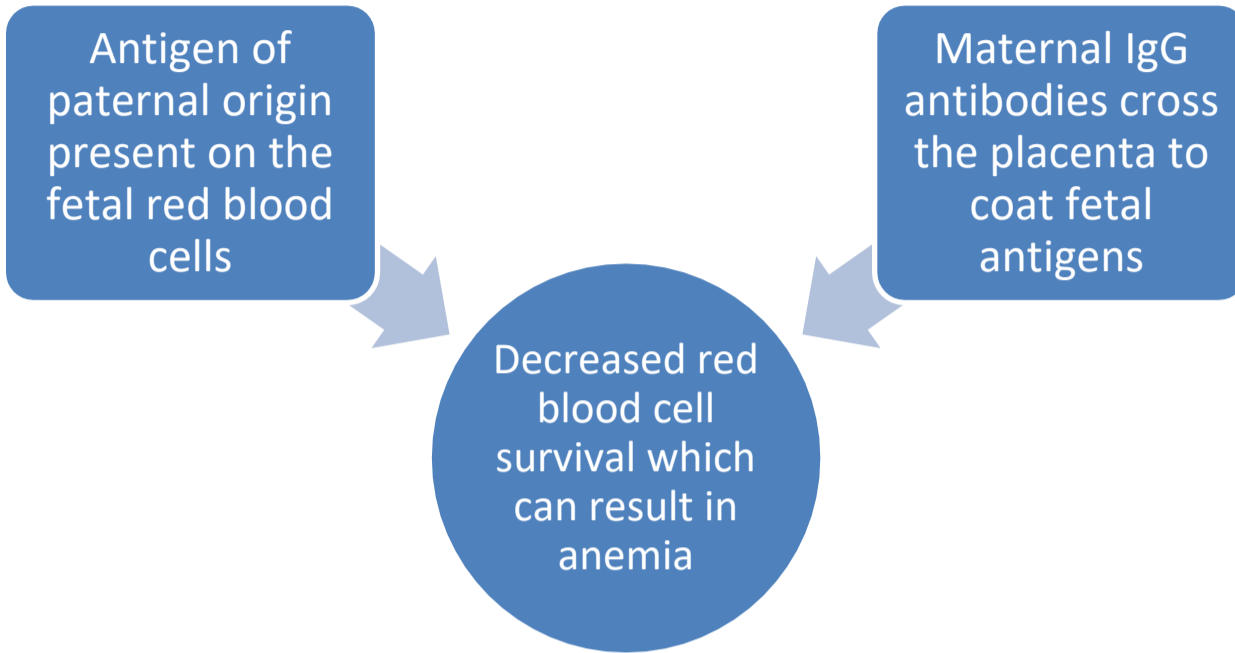 Antigen of
paternal origin
present on the
fetal red blood
cells
Maternal IgG
antibodies cross
the placenta to
coat fetal
antigens
Decreased red
blood cell
survival which
can result in
anemia